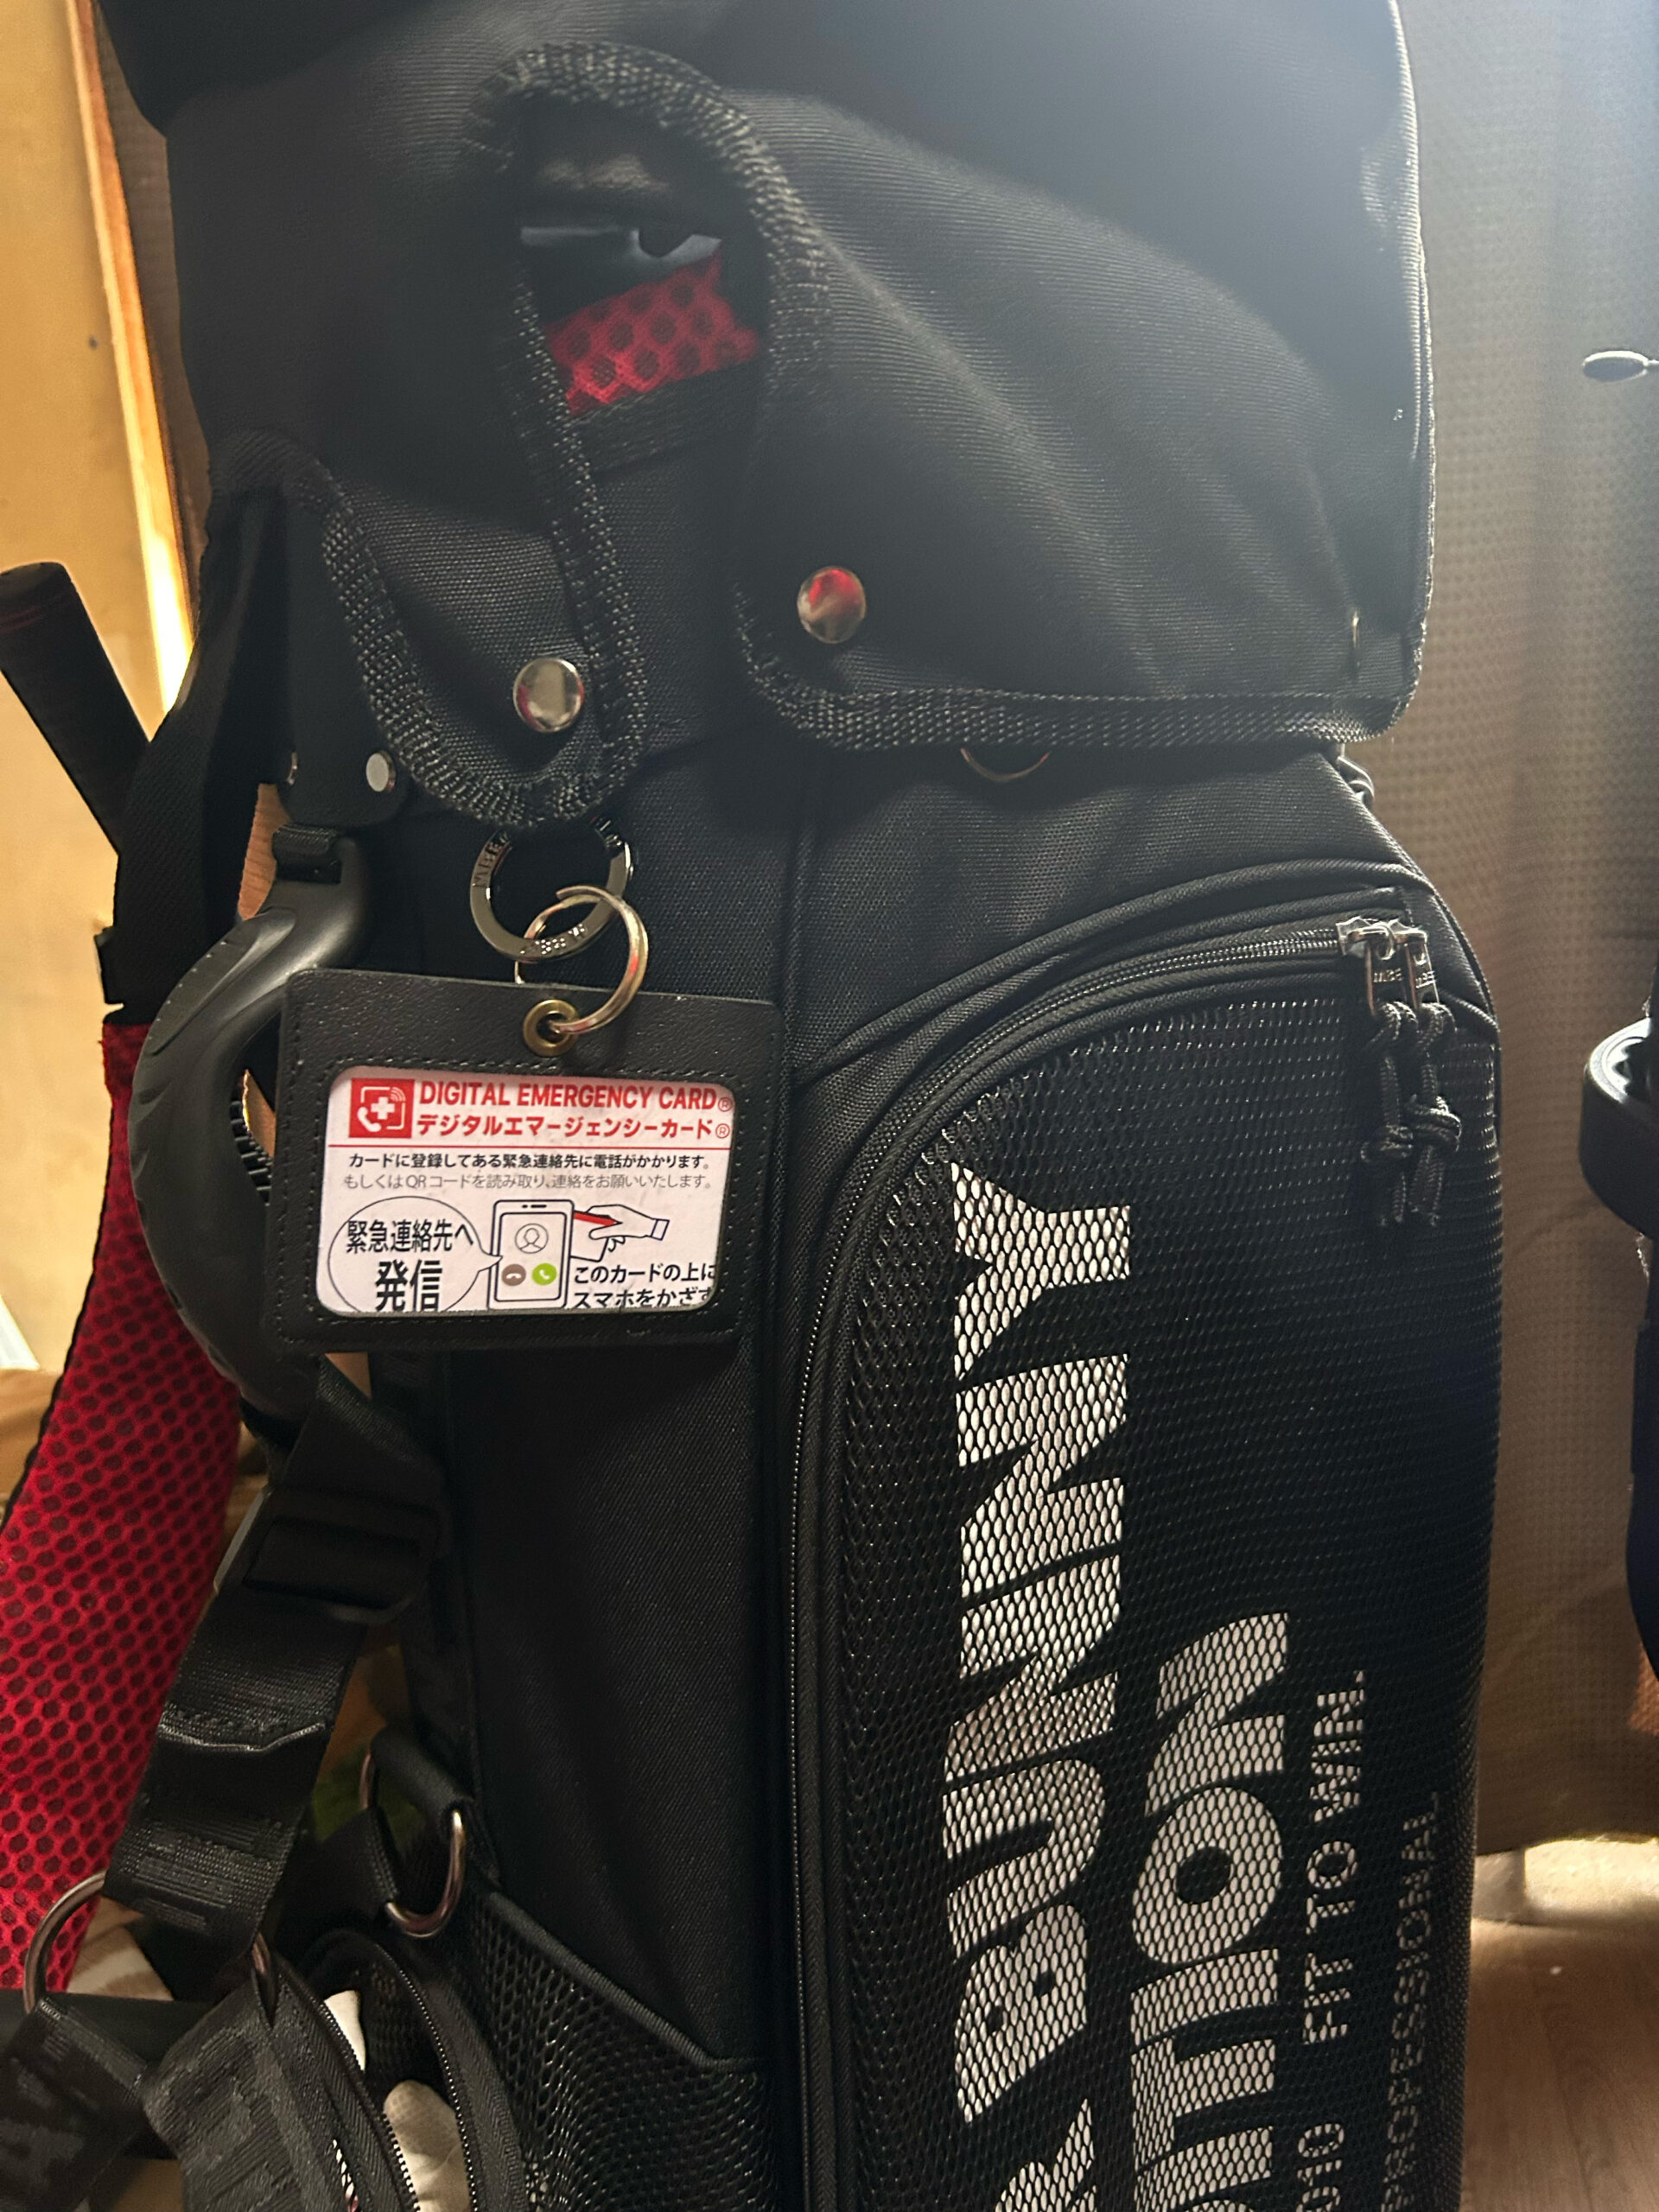 DIGITAL EMERGENCY CARD®
デジタルエマージェンシーカード®
カードに登録してある緊急連絡先に電話がかかります。
もしくはQRコードを読み取り、連絡をお願いいたします。
緊急連絡先へ
発信
このカードの上に
スマホをかざす
BUNNY
ITION
FIT TO WIN.
PROFESSIONAL